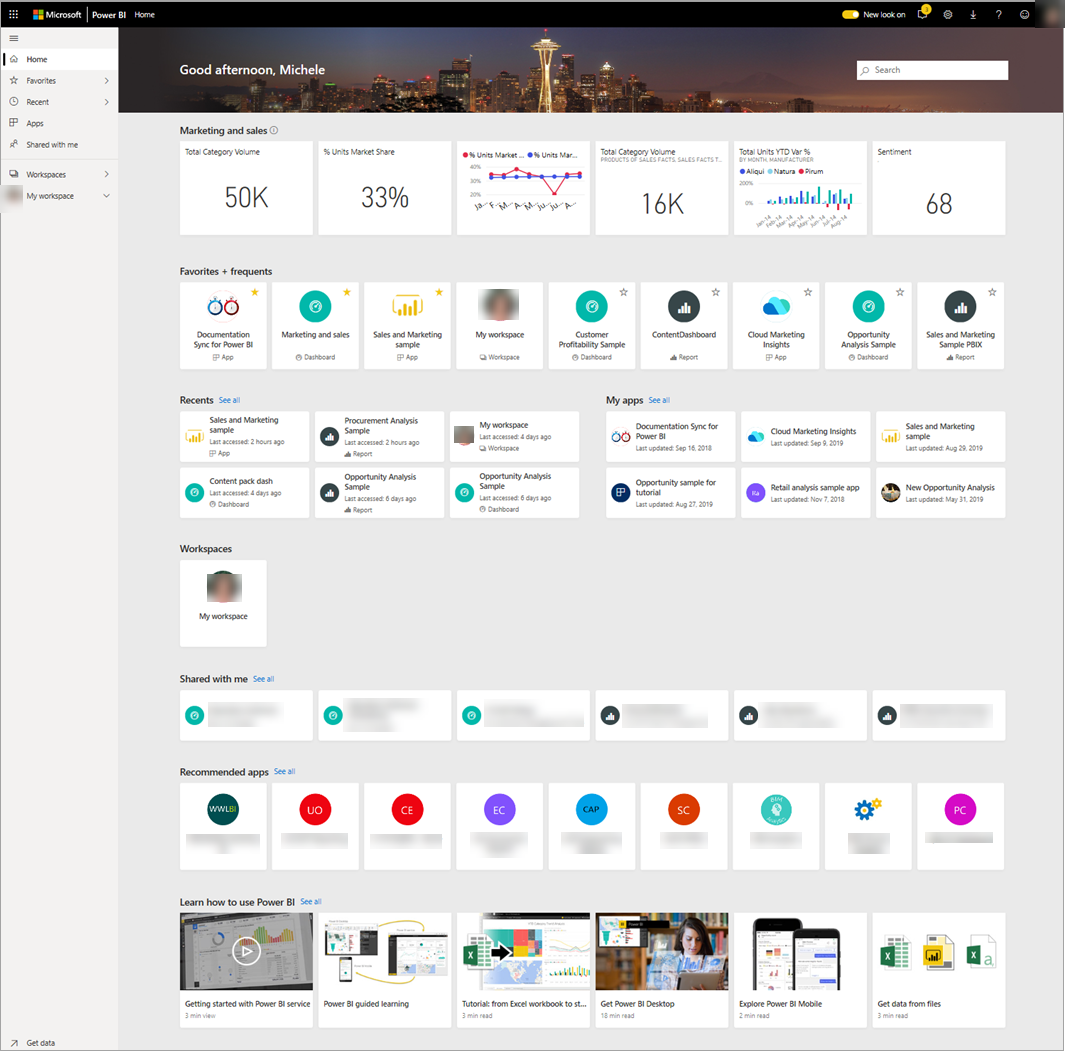 Microsoft Power BI Home
New look on
3
Home
Favorites
Recent
Apps
Shared with me
Workspaces
My workspace
Get data
Good afternoon, Michele
Search
Marketing and sales
Total Category Volume
50K
% Units Market Share
33%
% Units Market ... % Units Mar...
40%
30%
20%
Ja... F... M... A... M... Ju... Ju... A...
Total Category Volume
PRODUCTS OF SALES FACTS, SALES FACTS T...
16K
Total Units YTD Var %
BY MONTH, MANUFACTURER
Aliqui Natura Pirum
200%
0%
Jan-14 Feb-14 Mar-14 Apr-14 May-14 Jun-14 Jul-14 Aug-14
Sentiment
68
Favorites + frequents
Documentation
Sync for Power BI
App
Marketing and sales
Dashboard
Sales and Marketing
sample
App
My workspace
Workspace
Customer
Profitability Sample
Dashboard
ContentDashboard
Report
Cloud Marketing
Insights
App
Opportunity
Analysis Sample
Dashboard
Sales and Marketing
Sample PBIX
Report
Recents See all
Sales and Marketing
sample
Last accessed: 2 hours ago
App
Procurement Analysis
Sample
Last accessed: 2 hours ago
Report
My workspace
Last accessed: 4 days ago
Workspace
Content pack dash
Last accessed: 4 days ago
Dashboard
Opportunity Analysis
Sample
Last accessed: 6 days ago
Report
Opportunity Analysis
Sample
Last accessed: 6 days ago
Dashboard
My apps See all
Documentation Sync for
Power BI
Last updated: Sep 16, 2018
Cloud Marketing Insights
Last updated: Sep 9, 2019
Sales and Marketing
sample
Last updated: Aug 29, 2019
Opportunity sample for
tutorial
Last updated: Aug 27, 2019
Ra
Retail analysis sample app
Last updated: Nov 7, 2018
New Opportunity Analysis
Last updated: May 31, 2019
Workspaces
My workspace
Shared with me See all
Recommended apps See all
WWLBI
UO
CE
EC
CAP
SC
BIM
PC
Learn how to use Power BI See all
Getting started with Power BI service
3 min view
Power BI guided learning
Tutorial: from Excel workbook to st...
3 min read
Get Power BI Desktop
18 min read
Explore Power BI Mobile
2 min read
Get data from files
3 min read